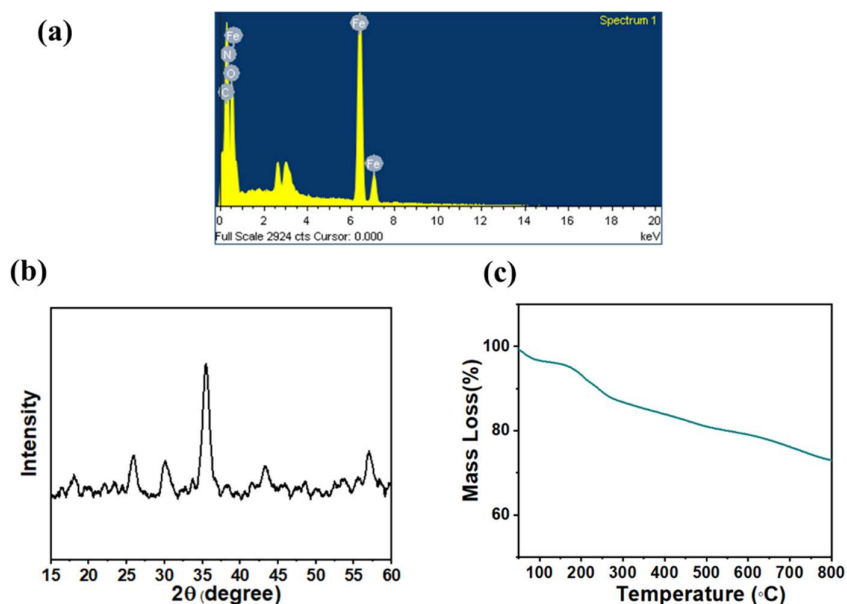 (a)
Spectrum 1
Fe
Fe
N
O
C
Fe
0 2 4 6 8 10 12 14 16 18 20
Full Scale 2924 cts Cursor: 0.000 keV
(b)
(c)
Intensity
15 20 25 30 35 40 45 50 55 60
2θ (degree)
Mass Loss(%)
100
80
60
100 200 300 400 500 600 700 800
Temperature (◦C)